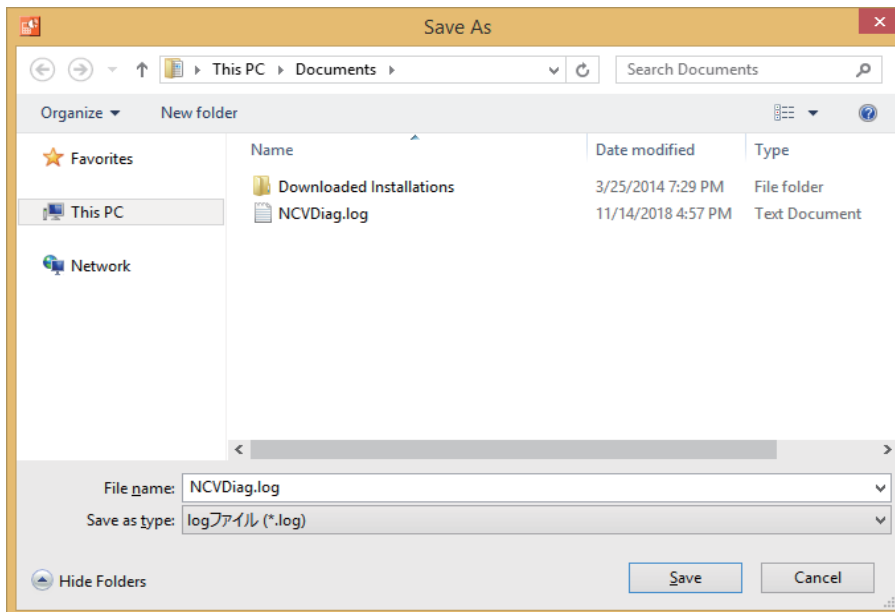 Save As
This PC Documents Search Documents
Organize New folder
Name Date modified Type
Favorites
Downloaded Installations 3/25/2014 7:29 PM File folder
This PC
NCVDiag.log 11/14/2018 4:57 PM Text Document
Network
File name: NCVDiag.log
Save as type: logファイル (*.log)
Hide Folders Save Cancel